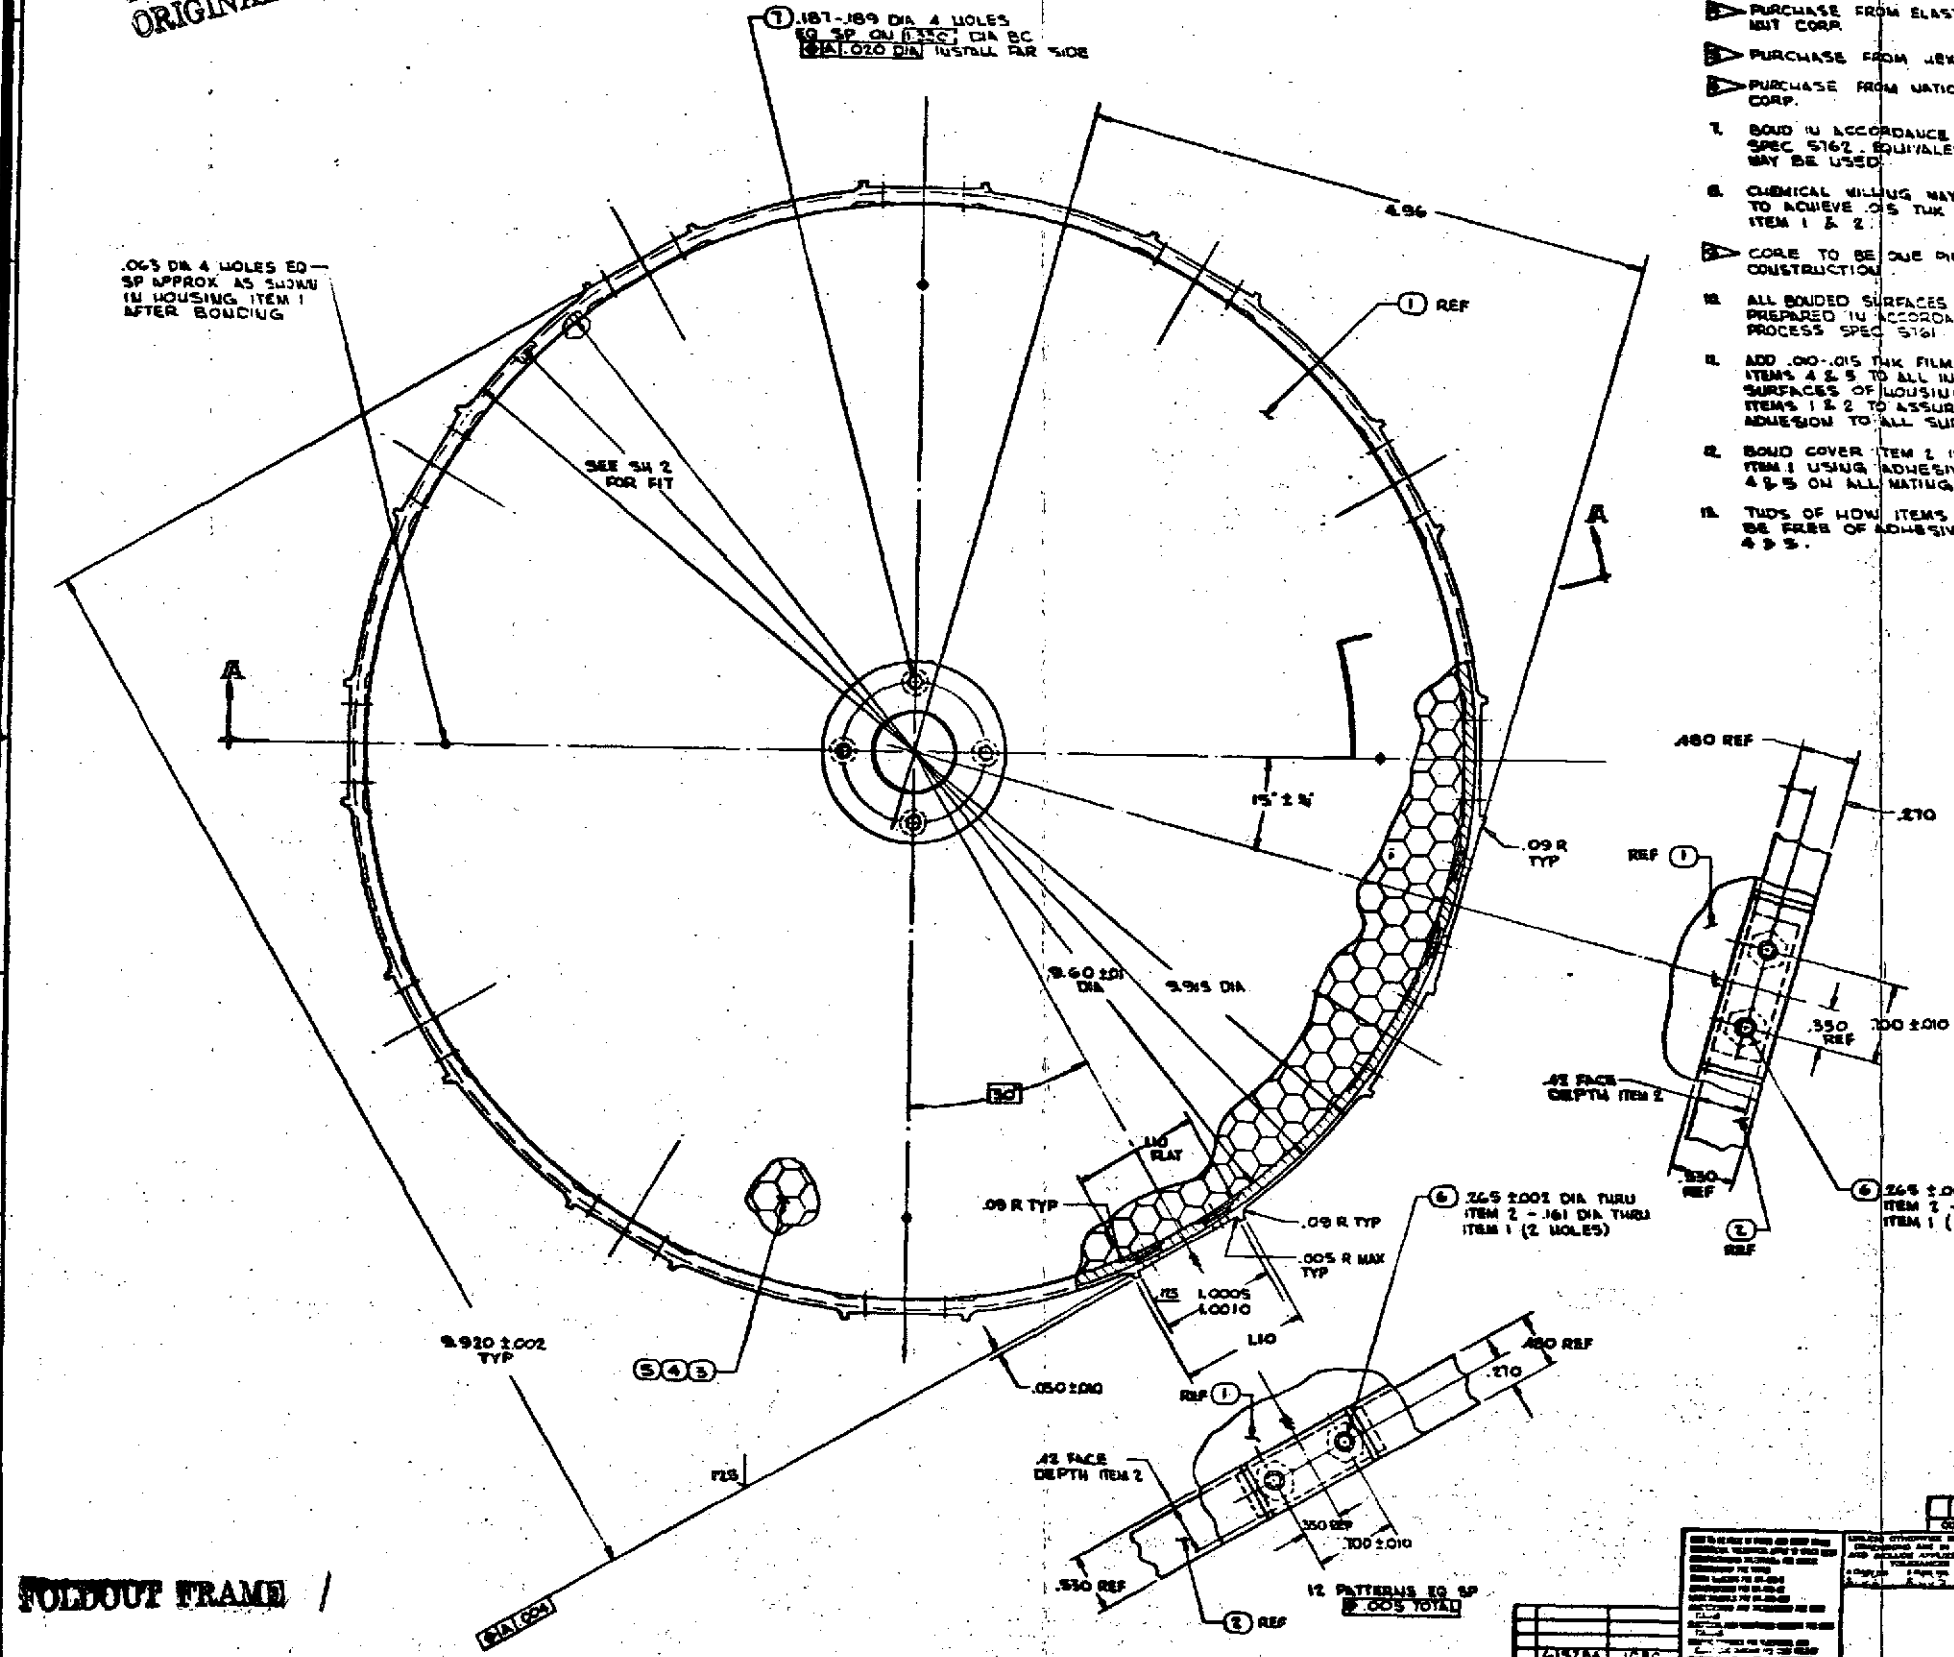 ORIGINAL
7 .187-.189 DIA 4 HOLES
EQ SP ON DIA BC
A .020 DIA INSTALL FAR SIDE
PURCHASE FROM ELAS
NUT CORP.
PURCHASE FROM HEX
PURCHASE FROM NATIO
CORP.
7. BOND IN ACCORDANCE
SPEC 5762. EQUIVALE
MAY BE USED.
8. CHEMICAL MILLING MAY
TO ACHIEVE .015 THK
ITEM 1 & 2.
CORE TO BE ONE PI
CONSTRUCTION.
10. ALL BONDED SURFACES
PREPARED IN ACCORDA
PROCESS SPEC 5761
11. ADD .010-.015 THK FILM
ITEMS 4 & 5 TO ALL IN
SURFACES OF HOUSING
ITEMS 1 & 2 TO ASSUR
ADHESION TO ALL SU
12. BOND COVER ITEM 2
ITEM 1 USING ADHESIV
4 & 5 ON ALL MATING
13. THDS OF HDW ITEMS
BE FREE OF ADHESIV
4 & 5.
4.96
.063 DIA 4 HOLES EQ
SP APPROX AS SHOWN
IN HOUSING ITEM 1
AFTER BONDING
1 REF
SEE SH 2
FOR FIT
A
A
15°
.09 R
TYP
.480 REF
.270
REF 1
.350
REF
.700 ±.010
.42 FACE
DEPTH ITEM 2
.530
REF
2
REF
6 .265
ITEM 2
ITEM 1
9.60 ±.01
DIA
9.915 DIA
30°
1.10
FLAT
.09 R TYP
.09 R TYP
.005 R MAX
TYP
6 .265 ±.002 DIA THRU
ITEM 2 - .161 DIA THRU
ITEM 1 (2 HOLES)
125 1.0005
1.0010
1.10
9.920 ±.002
TYP
5 4 3
.050 ±.010
REF 1
.480 REF
.270
.42 FACE
DEPTH ITEM 2
.350 REF
.700 ±.010
125
.530 REF
2 REF
12 PATTERNS EQ SP
.005 TOTAL
A .004
FOLDOUT FRAME /